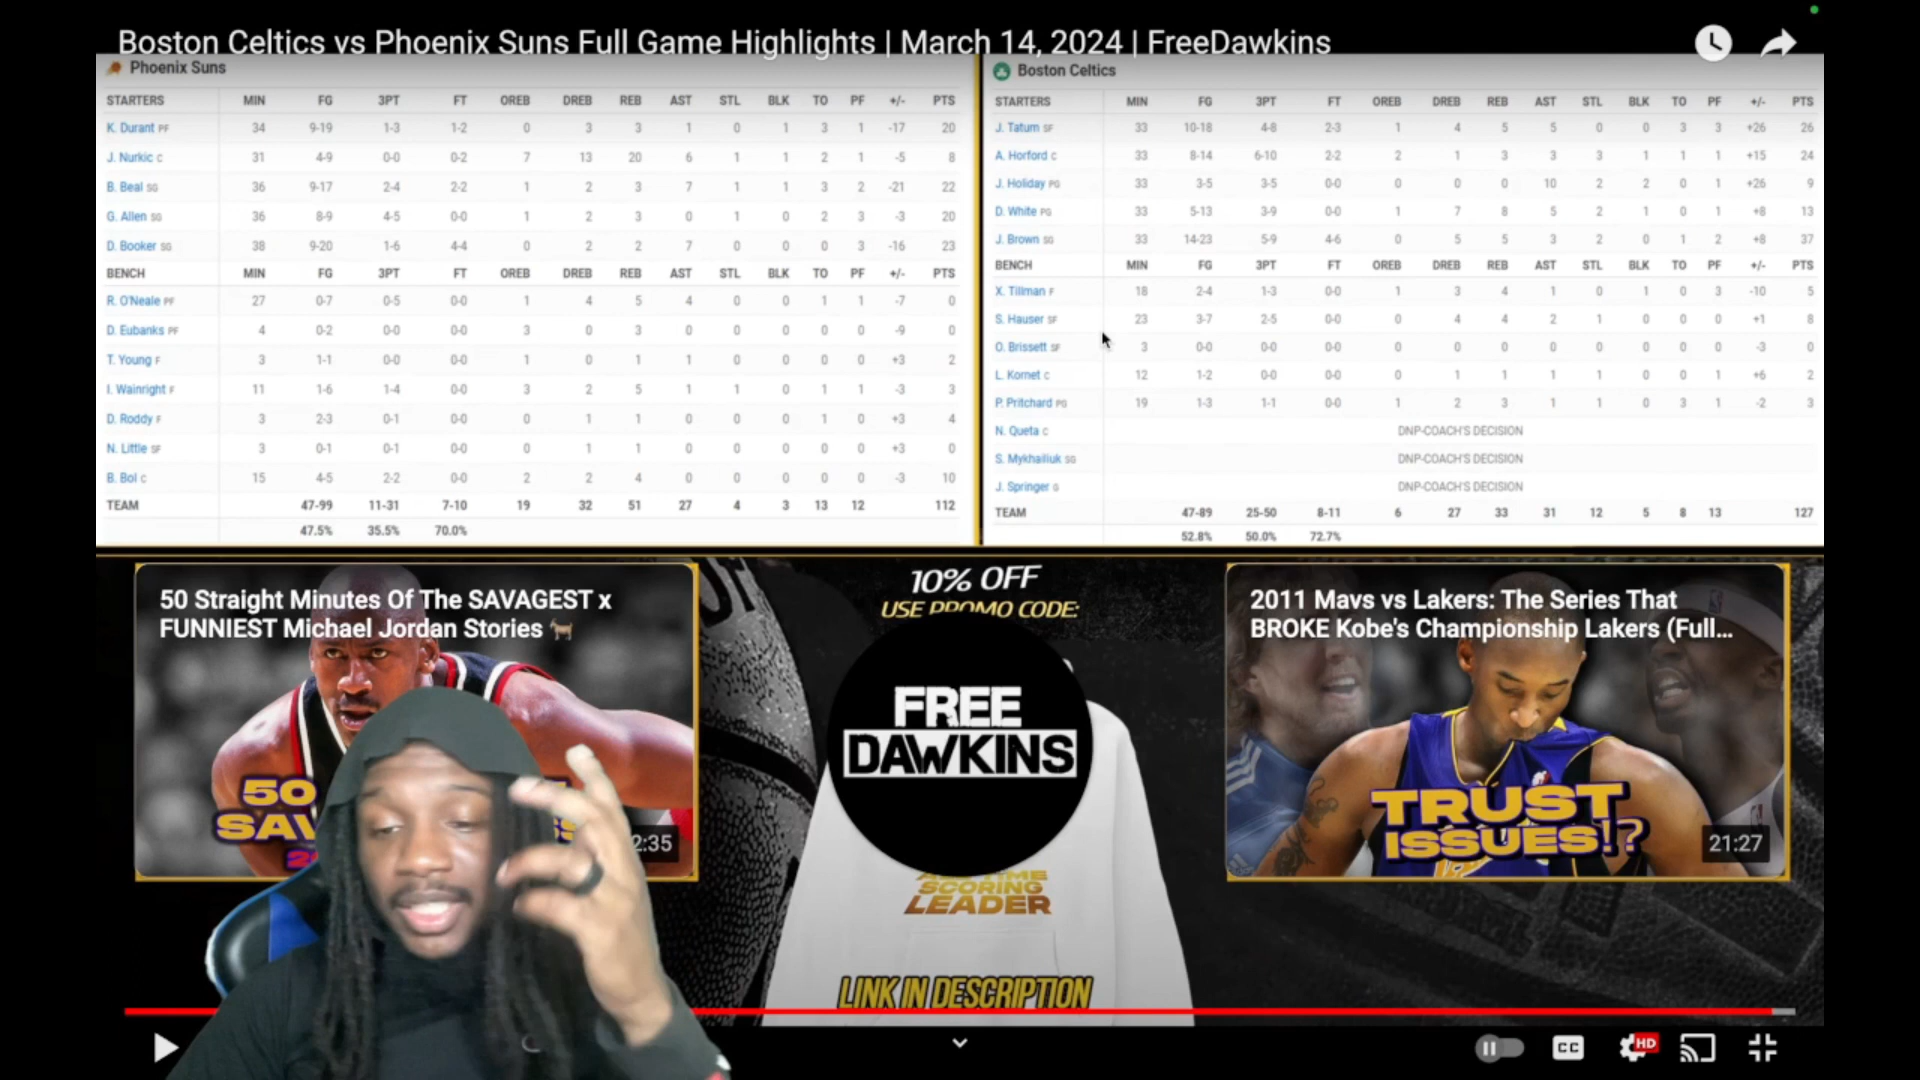 Boston Celtics vs Phoenix Suns Full Game Highlights | March 14, 2024 | FreeDawkins
Phoenix Suns
STARTERS MIN FG 3PT FT OREB DREB REB AST STL BLK TO PF +/- PTS
K. Durant PF 34 9-19 1-3 1-2 0 3 3 1 0 1 3 1 -17 20
J. Nurkic C 31 4-9 0-0 0-2 7 13 20 6 1 1 2 1 -5 8
B. Beal SG 36 9-17 2-4 2-2 1 2 3 7 1 1 3 2 -21 22
G. Allen SG 36 8-9 4-5 0-0 1 2 3 0 1 0 2 3 -3 20
D. Booker SG 38 9-20 1-6 4-4 0 2 2 7 0 0 0 3 -16 23
BENCH MIN FG 3PT FT OREB DREB REB AST STL BLK TO PF +/- PTS
R. O'Neale PF 27 0-7 0-5 0-0 1 4 5 4 0 0 1 1 -7 0
D. Eubanks PF 4 0-2 0-0 0-0 3 0 3 0 0 0 0 0 -9 0
T. Young F 3 1-1 0-0 0-0 1 0 1 1 0 0 0 0 +3 2
I. Wainright F 11 1-6 1-4 0-0 3 2 5 1 1 0 1 1 -3 3
D. Roddy F 3 2-3 0-1 0-0 0 1 1 0 0 0 1 0 +3 4
N. Little SF 3 0-1 0-1 0-0 0 1 1 0 0 0 0 0 +3 0
B. Bol C 15 4-5 2-2 0-0 2 2 4 0 0 0 0 0 -3 10
TEAM 47-99 11-31 7-10 19 32 51 27 4 3 13 12 112
47.5% 35.5% 70.0%
Boston Celtics
STARTERS MIN FG 3PT FT OREB DREB REB AST STL BLK TO PF +/- PTS
J. Tatum SF 33 10-18 4-8 2-3 1 4 5 5 0 0 3 3 +26 26
A. Horford C 33 8-14 6-10 2-2 2 1 3 3 3 1 1 1 +15 24
J. Holiday PG 33 3-5 3-5 0-0 0 0 0 10 2 2 0 1 +26 9
D. White PG 33 5-13 3-9 0-0 1 7 8 5 2 1 0 1 +8 13
J. Brown SG 33 14-23 5-9 4-6 0 5 5 3 2 0 1 2 +8 37
BENCH MIN FG 3PT FT OREB DREB REB AST STL BLK TO PF +/- PTS
X. Tillman F 18 2-4 1-3 0-0 1 3 4 1 0 1 0 3 -10 5
S. Hauser SF 23 3-7 2-5 0-0 0 4 4 2 1 0 0 0 +1 8
O. Brissett SF 3 0-0 0-0 0-0 0 0 0 0 0 0 0 0 -3 0
L. Kornet C 12 1-2 0-0 0-0 0 1 1 1 1 0 0 1 +6 2
P. Pritchard PG 19 1-3 1-1 0-0 1 2 3 1 1 0 3 1 -2 3
N. Queta C DNP-COACH'S DECISION
S. Mykhailiuk SG DNP-COACH'S DECISION
J. Springer G DNP-COACH'S DECISION
TEAM 47-89 25-50 8-11 6 27 33 31 12 5 8 13 127
52.8% 50.0% 72.7%
50 Straight Minutes Of The SAVAGEST x
FUNNIEST Michael Jordan Stories
50
2:35
10% OFF
USE PROMO CODE:
FREE
DAWKINS
ALL TIME
SCORING
LEADER
LINK IN DESCRIPTION
2011 Mavs vs Lakers: The Series That
BROKE Kobe's Championship Lakers (Full...
TRUST
ISSUES!?
21:27
CC
HD